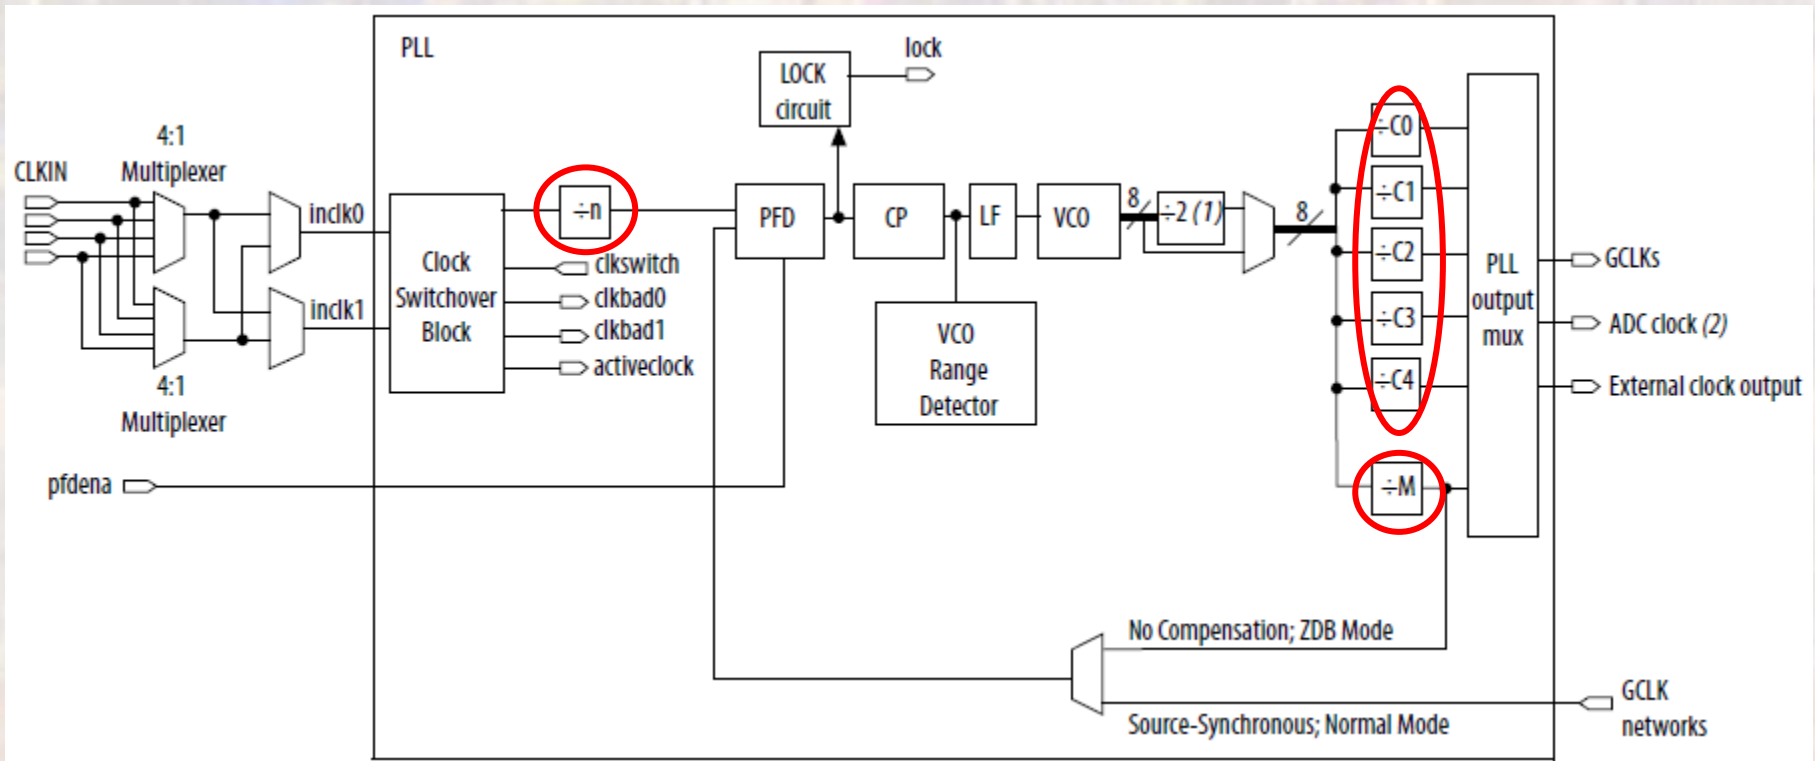 PLL
lock
LOCK
circuit
4:1
Multiplexer
CLKIN
inclk0
inclk1
4:1
Multiplexer
Clock
Switchover
Block
÷n
clkswitch
clkbad0
clkbad1
activeclock
PFD
CP
LF
VCO
8
÷2 (1)
8
VCO
Range
Detector
÷C0
÷C1
÷C2
÷C3
÷C4
÷M
PLL
output
mux
GCLKs
ADC clock (2)
External clock output
pfdena
No Compensation; ZDB Mode
Source-Synchronous; Normal Mode
GCLK
networks